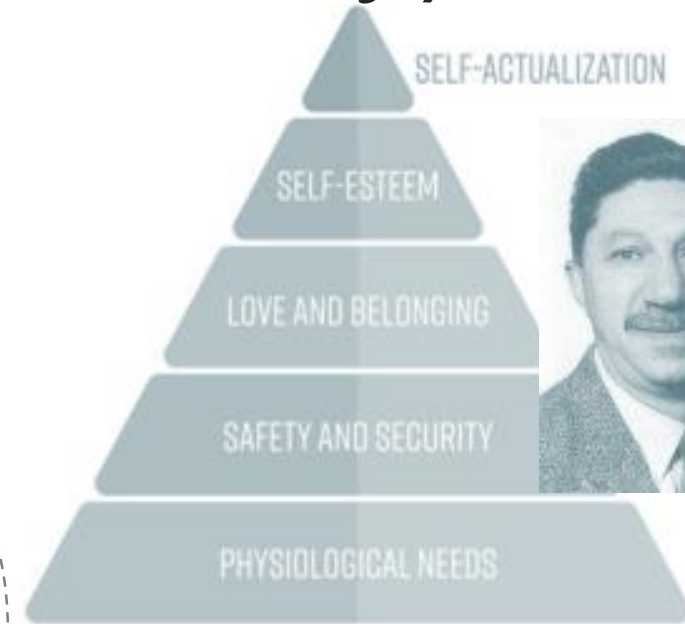 SELF-ACTUALIZATION
SELF-ESTEEM
LOVE AND BELONGING
SAFETY AND SECURITY
PHYSIOLOGICAL NEEDS